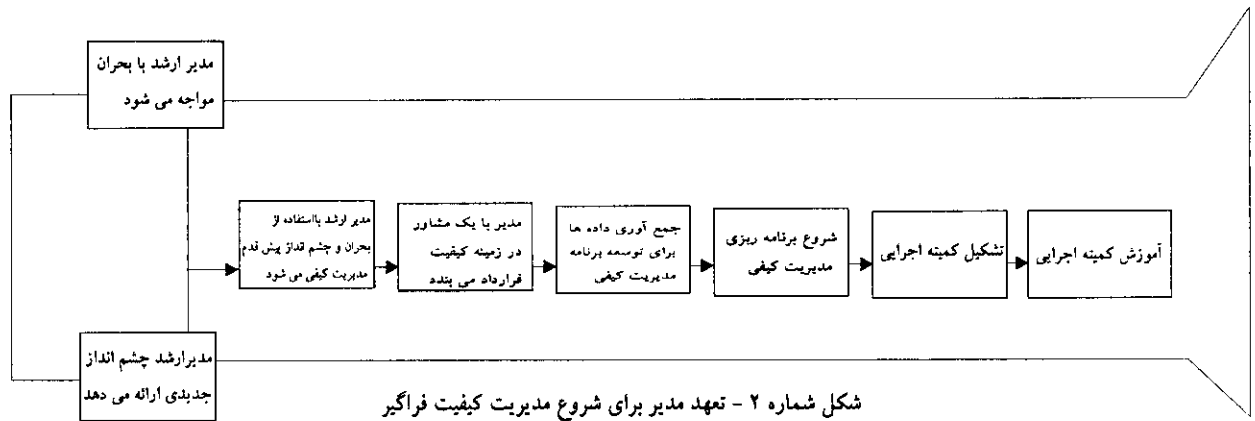 مدیر ارشد با بحران
مواجه می شود
مدیر ارشد بااستفاده از
بحران و چشم انداز پیش قدم
مدیریت کیفی می شود
مدیر با یک مشاور
در زمینه کیفیت
قرارداد می بندد
جمع آوری داده ها
برای توسعه برنامه
مدیریت کیفی
شروع برنامه ریزی
مدیریت کیفی
تشکیل کمیته اجرایی
آموزش کمیته اجرایی
مدیرارشد چشم انداز
جدیدی ارائه می دهد
شکل شماره ۲ - تعهد مدیر برای شروع مدیریت کیفیت فراگیر